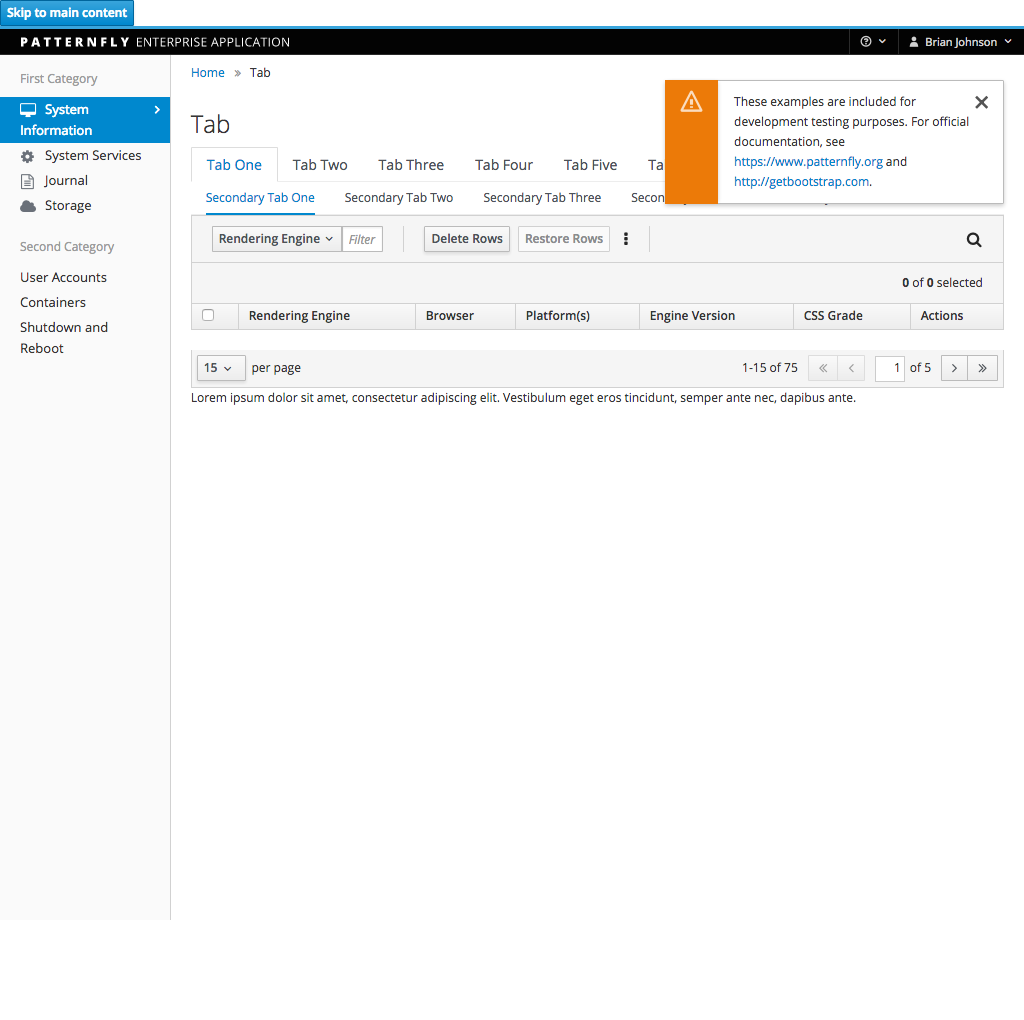 Skip to main content
PATTERNFLY ENTERPRISE APPLICATION
Brian Johnson
First Category
System
Information
System Services
Journal
Storage
Second Category
User Accounts
Containers
Shutdown and
Reboot
Home » Tab
These examples are included for
development testing purposes. For official
documentation, see
https://www.patternfly.org and
http://getbootstrap.com.
Tab
Tab One Tab Two Tab Three Tab Four Tab Five
Secondary Tab One Secondary Tab Two Secondary Tab Three
Rendering Engine Filter Delete Rows Restore Rows
0 of 0 selected
Rendering Engine Browser Platform(s) Engine Version CSS Grade Actions
15 per page 1-15 of 75 « < 1 of 5 > »
Lorem ipsum dolor sit amet, consectetur adipiscing elit. Vestibulum eget eros tincidunt, semper ante nec, dapibus ante.